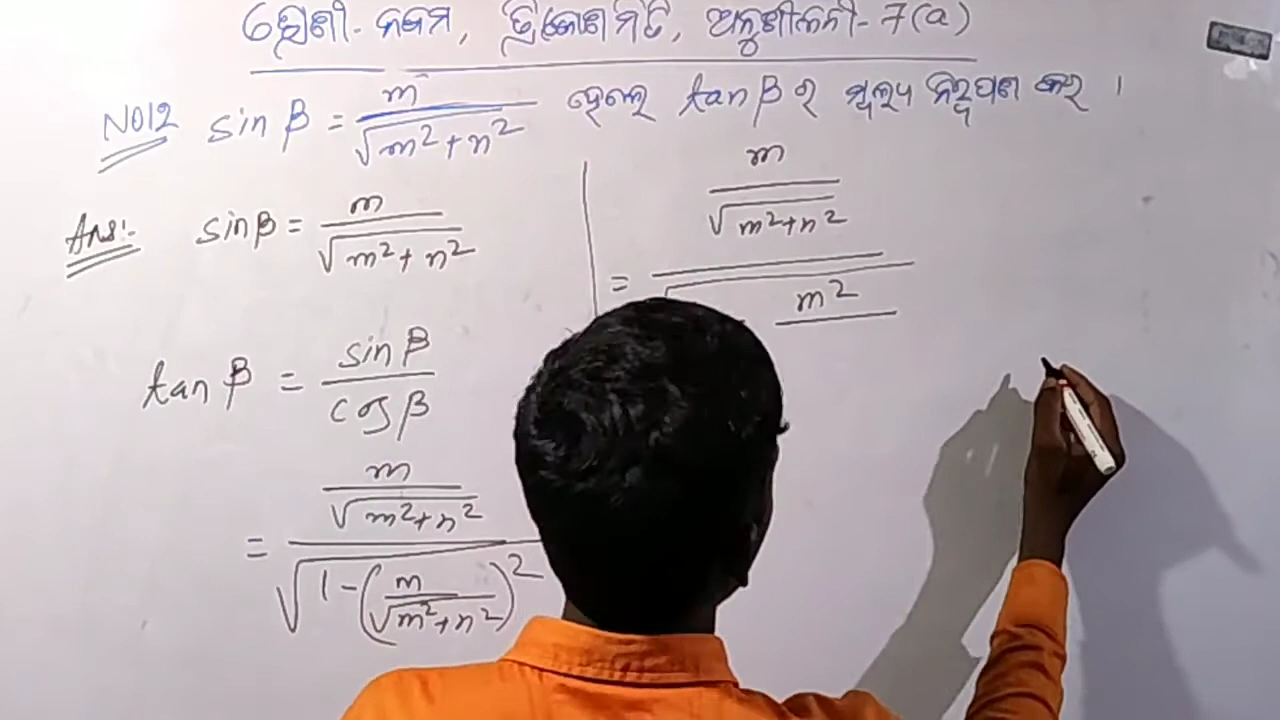 ଶ୍ରେଣୀ- ନବମ, ତ୍ରିକୋଣମିତି, ଅନୁଶୀଳନୀ- 7(a)
NO12 sin β = m/√(m²+n²) ହେଲେ tan β ର ମୂଲ୍ୟ ନିରୂପଣ କର ।
Ans:- sin β = m/√(m²+n²)
tan β = sin β/cos β
= (m/√(m²+n²))/√(1-(m/√(m²+n²))²)
= (m/√(m²+n²))/√(m²